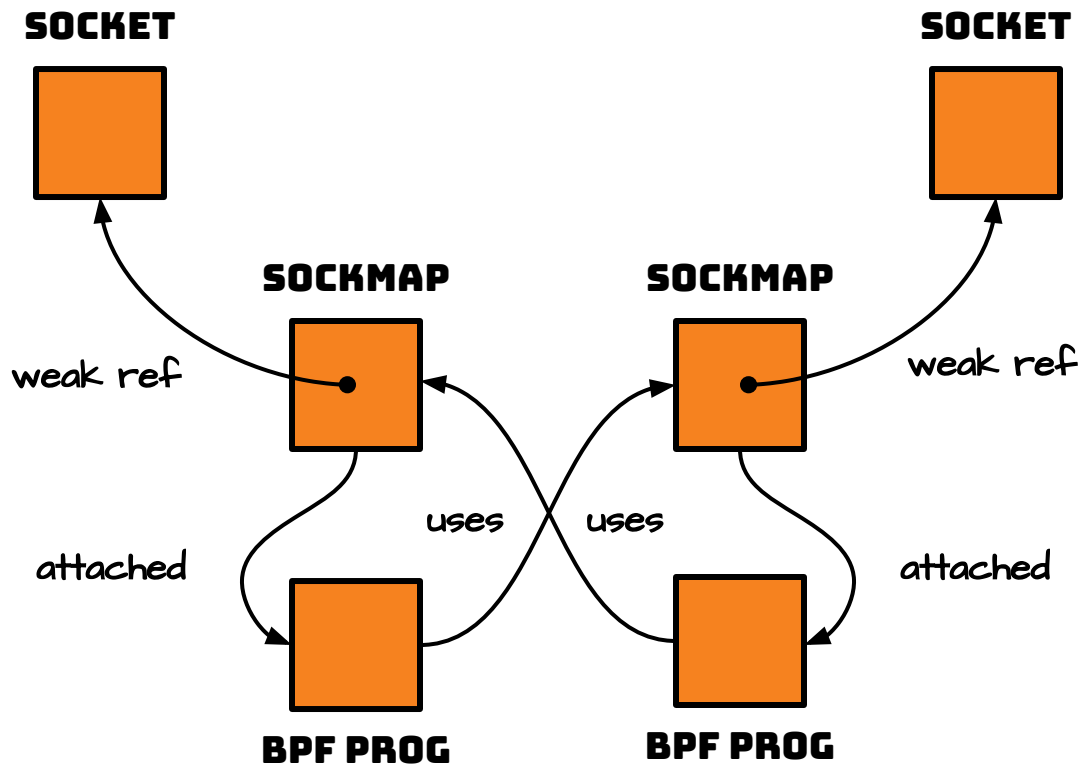 SOCKET
SOCKET
SOCKMAP
SOCKMAP
weak ref
weak ref
uses
uses
attached
attached
BPF PROG
BPF PROG